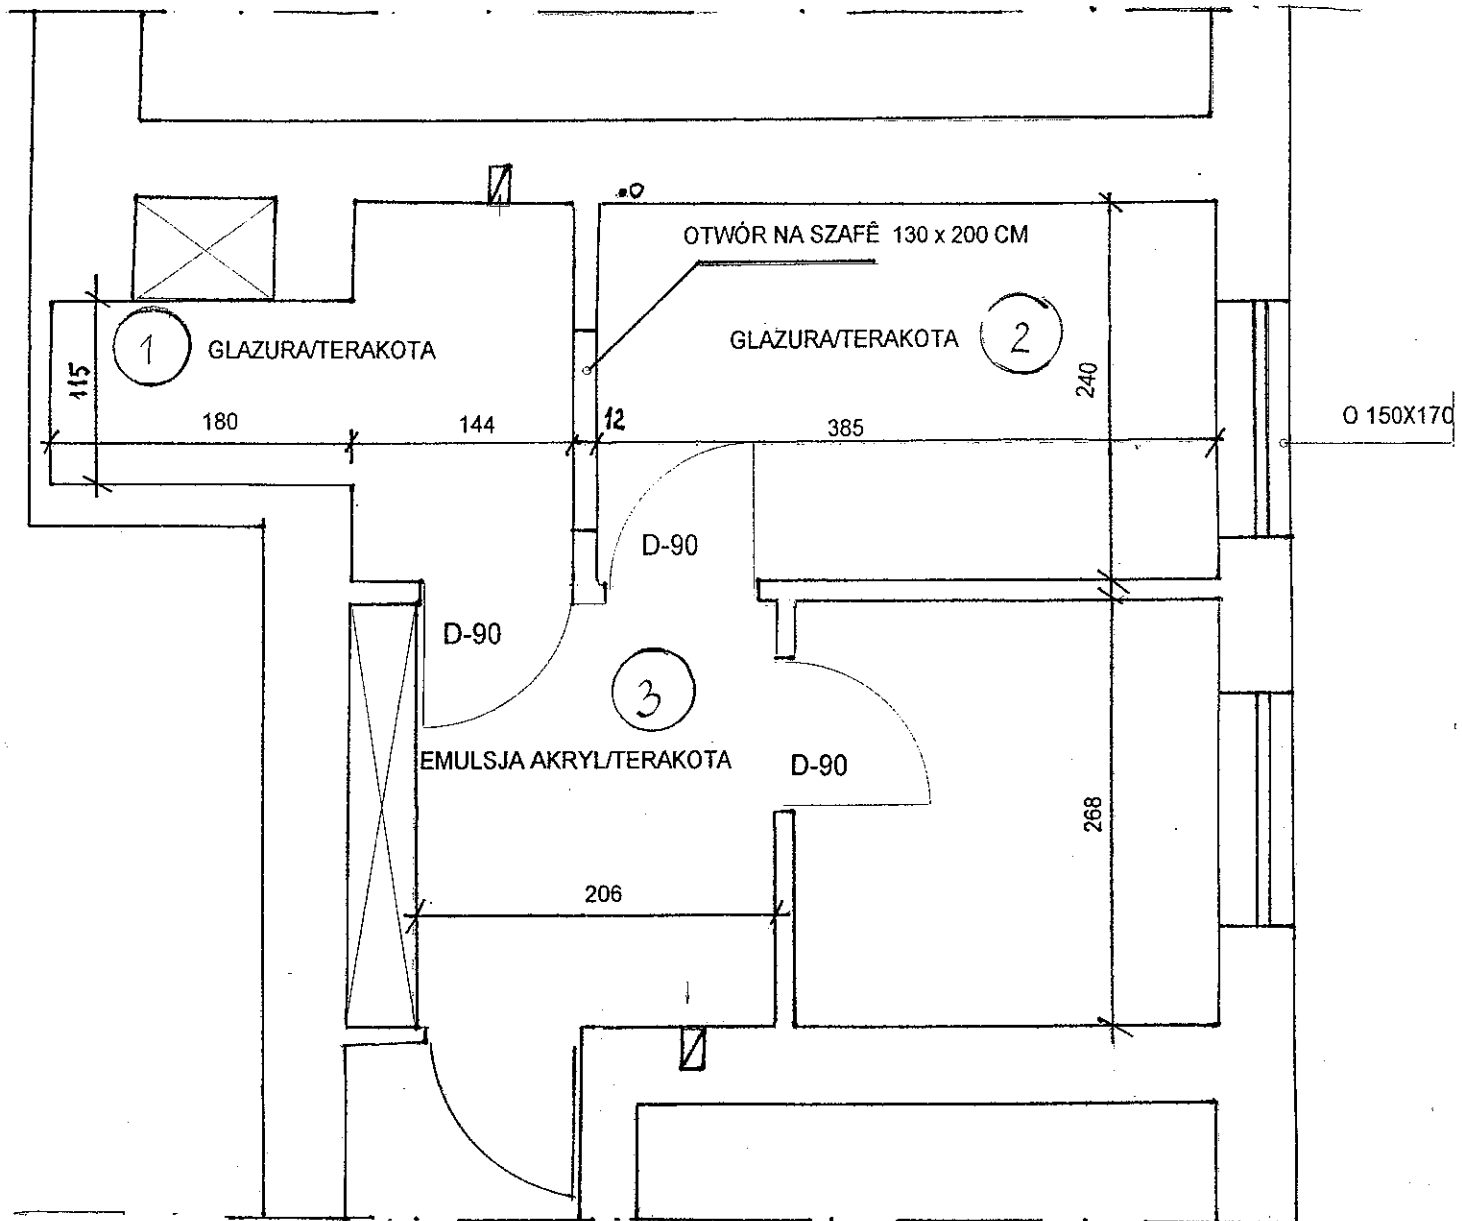 .O
OTWÓR NA SZAFÊ 130 x 200 CM
1
GLAZURA/TERAKOTA
GLAZURA/TERAKOTA
2
115
180
144
12
385
240
O 150X170
D-90
D-90
3
EMULSJA AKRYL/TERAKOTA
D-90
268
206